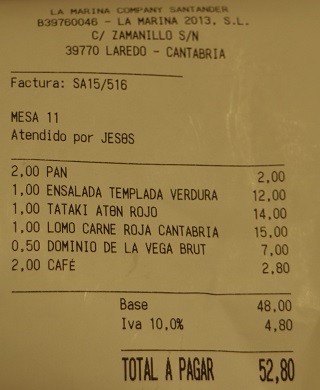 LA MARINA COMPANY SANTANDER
B39760046 - LA MARINA 2013, S.L.
C/ ZAMANILLO S/N
39770 LAREDO - CANTABRIA
Factura: SA15/516
MESA 11
Atendido por JESθS
2,00 PAN 2,00
1,00 ENSALADA TEMPLADA VERDURA 12,00
1,00 TATAKI ATθN ROJO 14,00
1,00 LOMO CARNE ROJA CANTABRIA 15,00
0,50 DOMINIO DE LA VEGA BRUT 7,00
2,00 CAFÉ 2,80
Base 48,00
Iva 10,0% 4,80
TOTAL A PAGAR 52,80